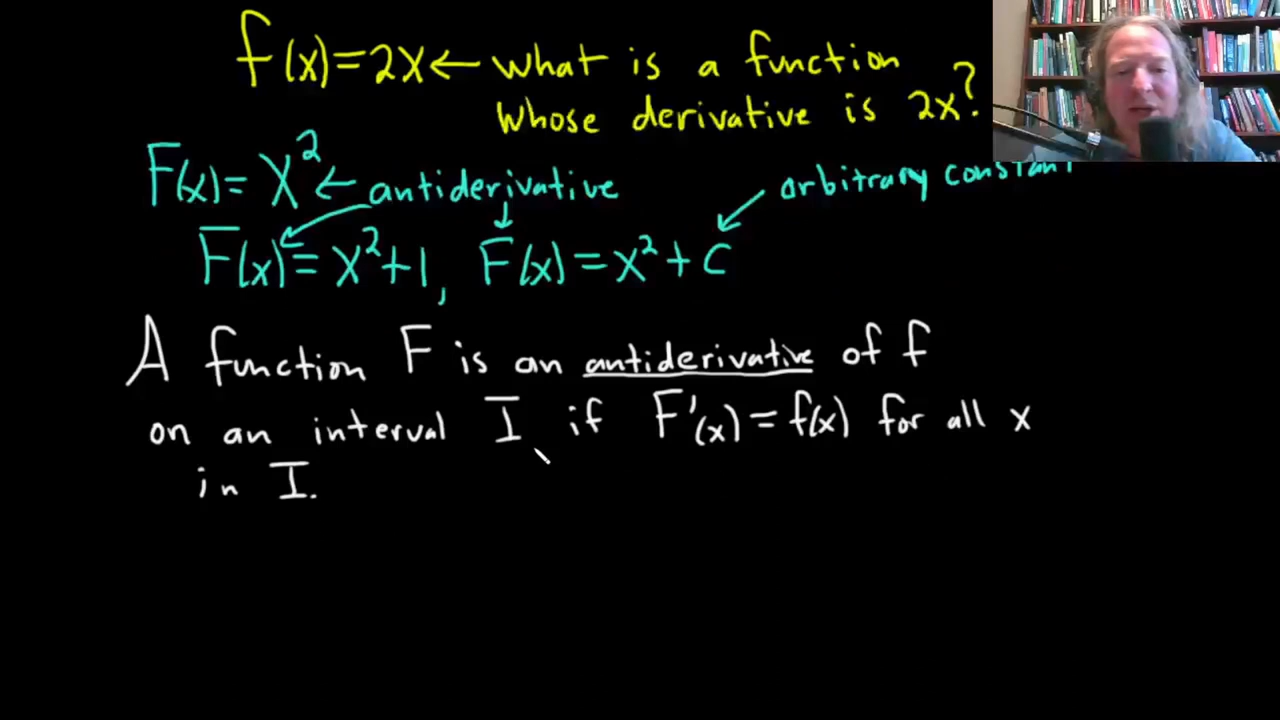 f(x)=2x ← what is a function
whose derivative is 2x?
F(x)= x² ← antiderivative
arbitrary constant
F(x)= x²+1, F(x)= x²+C
A function F is an antiderivative of f
on an interval I if F'(x)=f(x) for all x
in I.